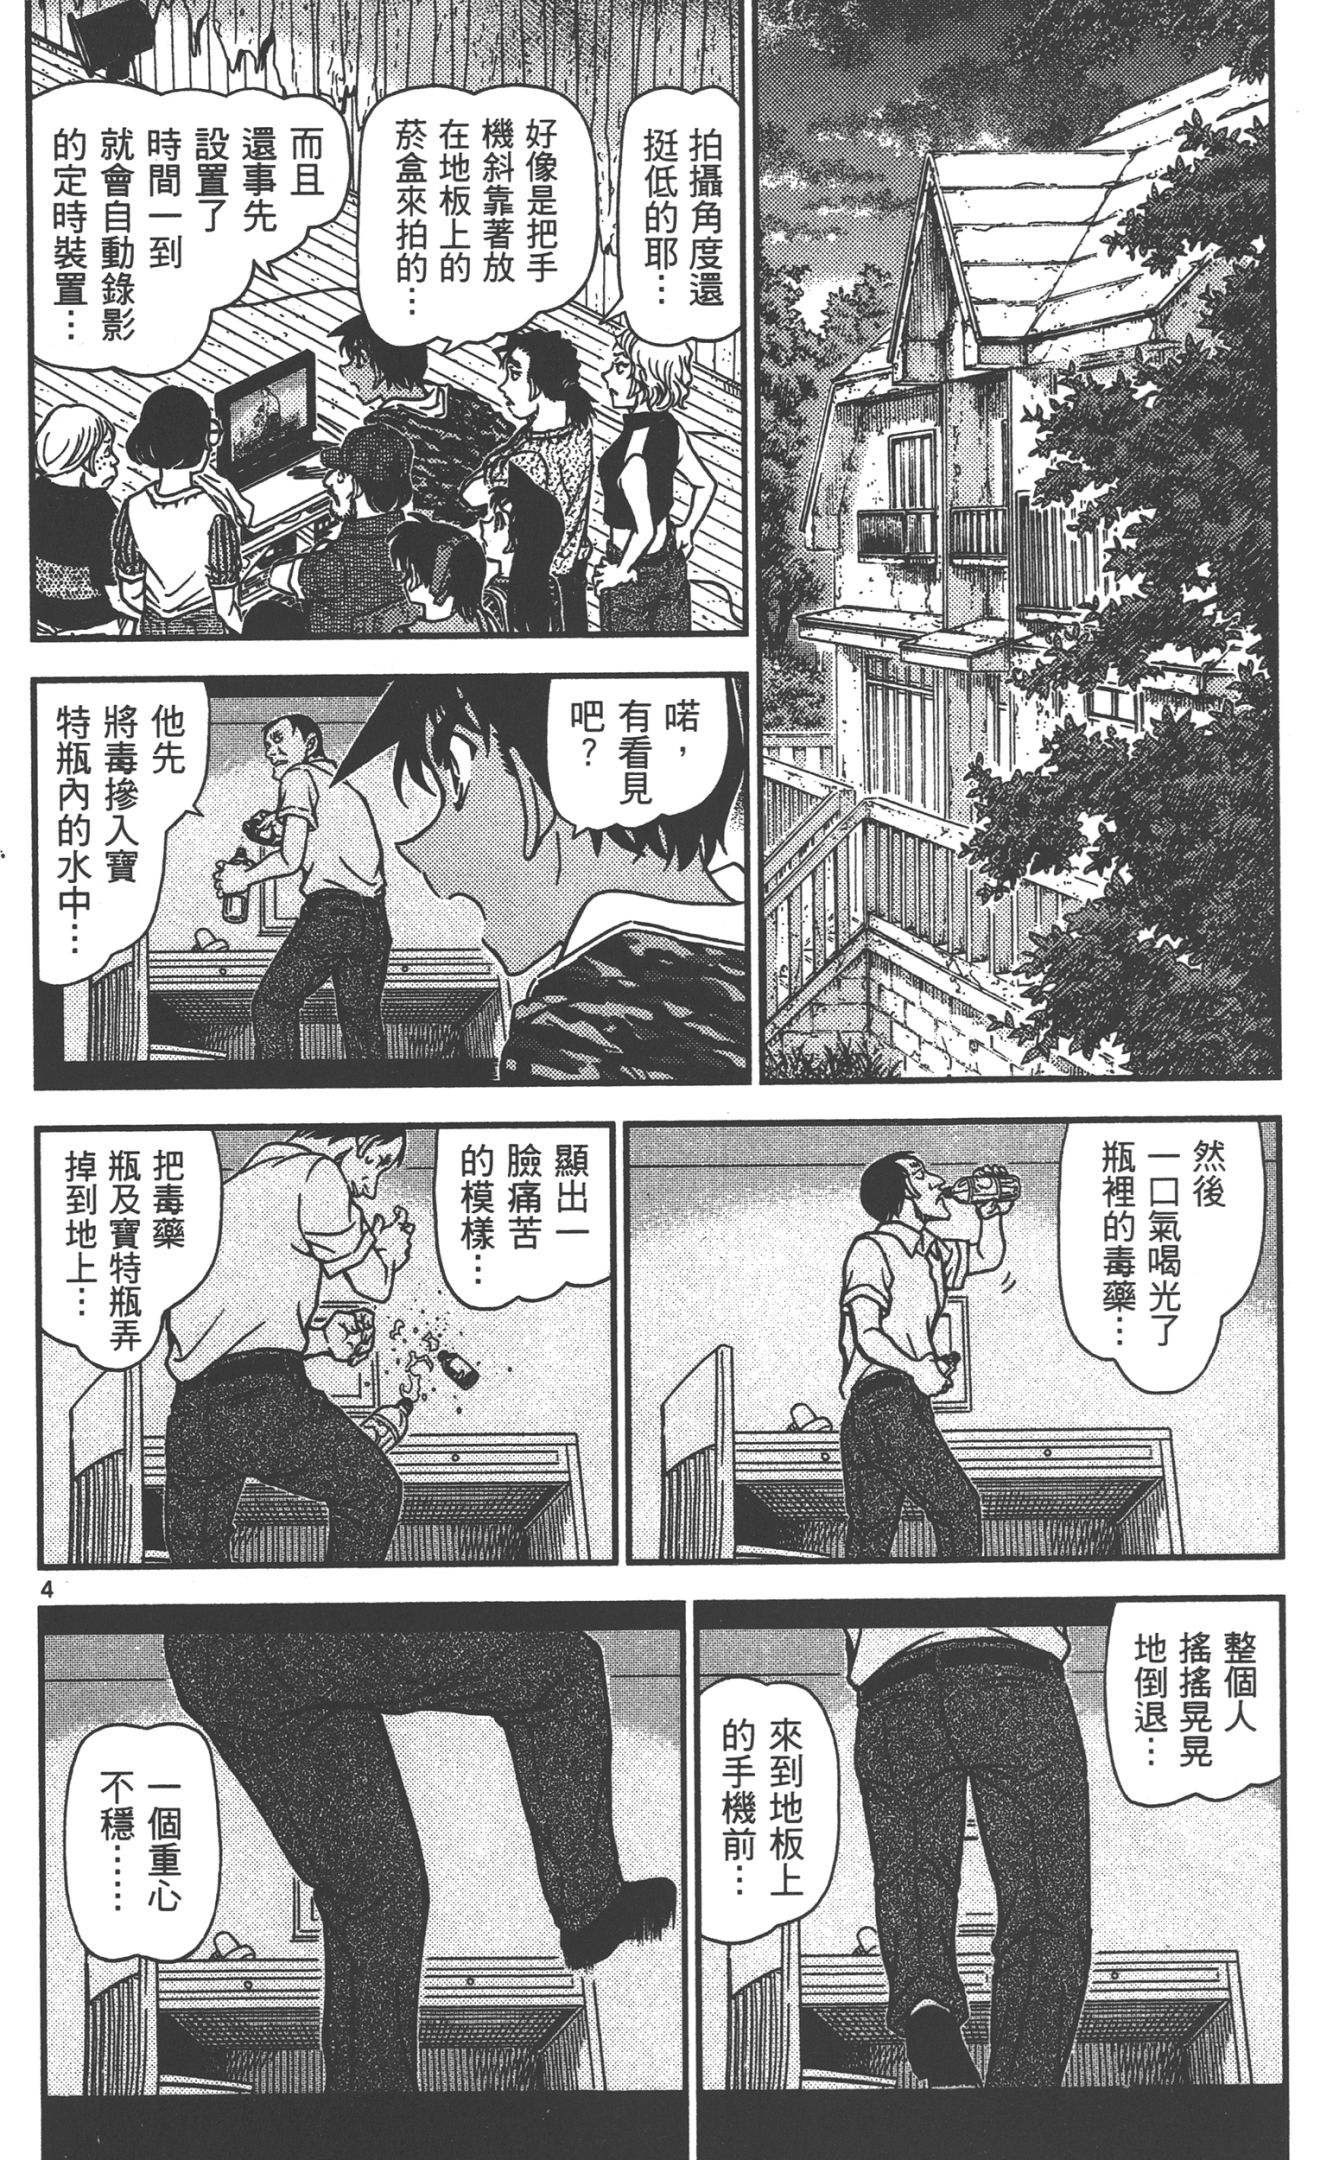 拍攝角度還
挺低的耶…
好像是把手
機斜靠著放
在地板上的
菸盒來拍的…
而且
還事先
設置了
時間一到
就會自動錄影
的定時裝置…
喏，
有看見
吧？
他先
將毒摻入寶
特瓶內的水中…
然後
一口氣喝光了
瓶裡的毒藥…
顯出一
臉痛苦
的模樣…
把毒藥
瓶及寶特瓶弄
掉到地上…
整個人
搖搖晃晃
地倒退…
來到地板上
的手機前…
一個重心
不穩……
4